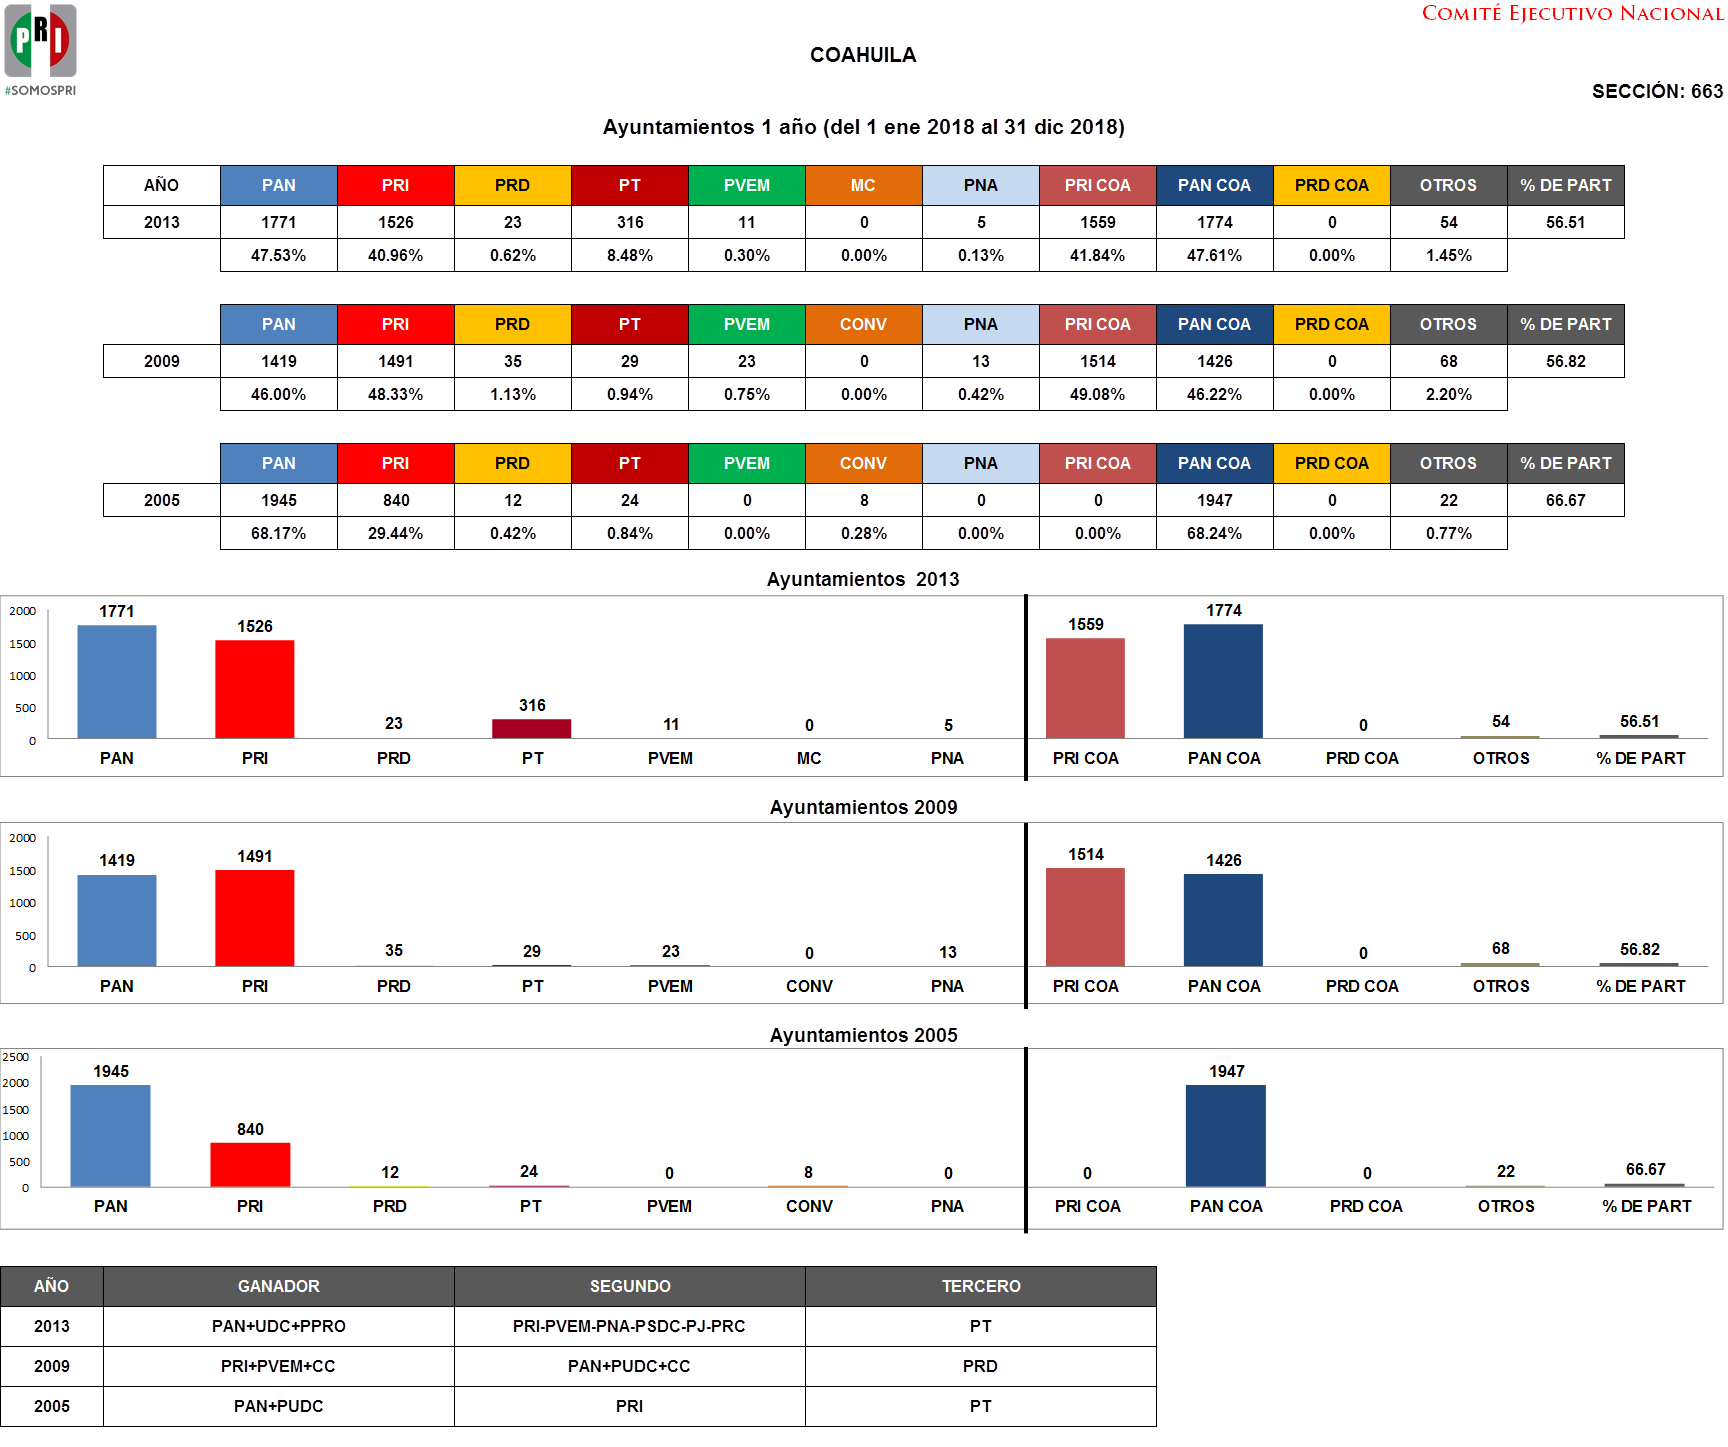 COMITÉ EJECUTIVO NACIONAL
PRI
#SOMOSPRI
COAHUILA
SECCIÓN: 663
Ayuntamientos 1 año (del 1 ene 2018 al 31 dic 2018)
AÑO PAN PRI PRD PT PVEM MC PNA PRI COA PAN COA PRD COA OTROS % DE PART
2013 1771 1526 23 316 11 0 5 1559 1774 0 54 56.51
47.53% 40.96% 0.62% 8.48% 0.30% 0.00% 0.13% 41.84% 47.61% 0.00% 1.45%
PAN PRI PRD PT PVEM CONV PNA PRI COA PAN COA PRD COA OTROS % DE PART
2009 1419 1491 35 29 23 0 13 1514 1426 0 68 56.82
46.00% 48.33% 1.13% 0.94% 0.75% 0.00% 0.42% 49.08% 46.22% 0.00% 2.20%
PAN PRI PRD PT PVEM CONV PNA PRI COA PAN COA PRD COA OTROS % DE PART
2005 1945 840 12 24 0 8 0 0 1947 0 22 66.67
68.17% 29.44% 0.42% 0.84% 0.00% 0.28% 0.00% 0.00% 68.24% 0.00% 0.77%
Ayuntamientos 2013
2000
1500
1000
500
0
1771 1526 23 316 11 0 5 1559 1774 0 54 56.51
PAN PRI PRD PT PVEM MC PNA PRI COA PAN COA PRD COA OTROS % DE PART
Ayuntamientos 2009
2000
1500
1000
500
0
1419 1491 35 29 23 0 13 1514 1426 0 68 56.82
PAN PRI PRD PT PVEM CONV PNA PRI COA PAN COA PRD COA OTROS % DE PART
Ayuntamientos 2005
2500
2000
1500
1000
500
0
1945 840 12 24 0 8 0 0 1947 0 22 66.67
PAN PRI PRD PT PVEM CONV PNA PRI COA PAN COA PRD COA OTROS % DE PART
AÑO GANADOR SEGUNDO TERCERO
2013 PAN+UDC+PPRO PRI-PVEM-PNA-PSDC-PJ-PRC PT
2009 PRI+PVEM+CC PAN+PUDC+CC PRD
2005 PAN+PUDC PRI PT